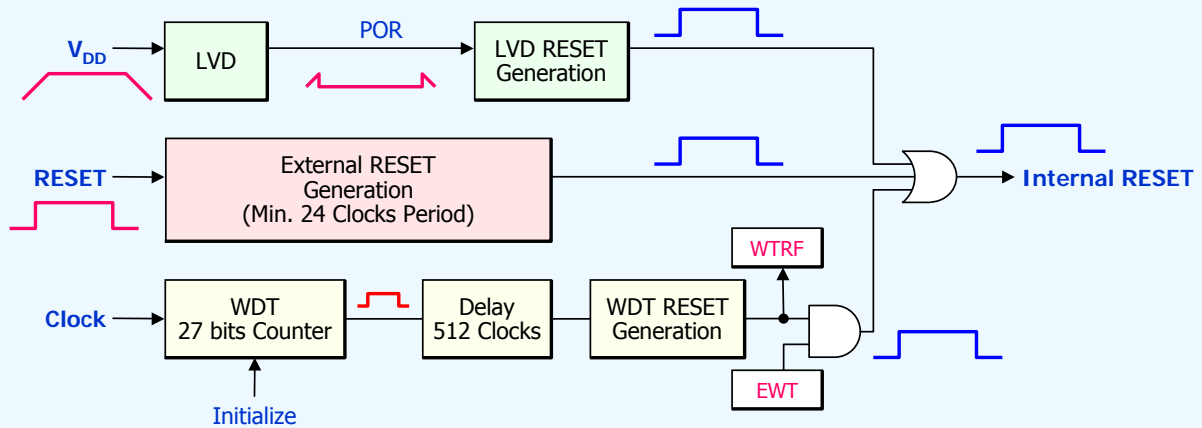 V_DD
LVD
POR
LVD RESET
Generation
RESET
External RESET
Generation
(Min. 24 Clocks Period)
Internal RESET
WTRF
Clock
WDT
27 bits Counter
Delay
512 Clocks
WDT RESET
Generation
EWT
Initialize